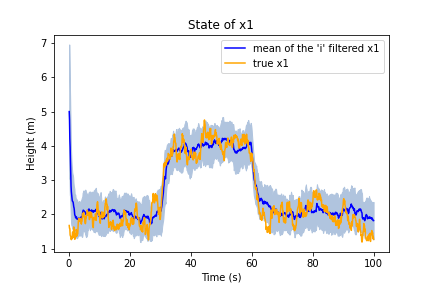 State of x1
mean of the 'i' filtered x1
true x1
Height (m)
7
6
5
4
3
2
1
0
20
40
60
80
100
Time (s)